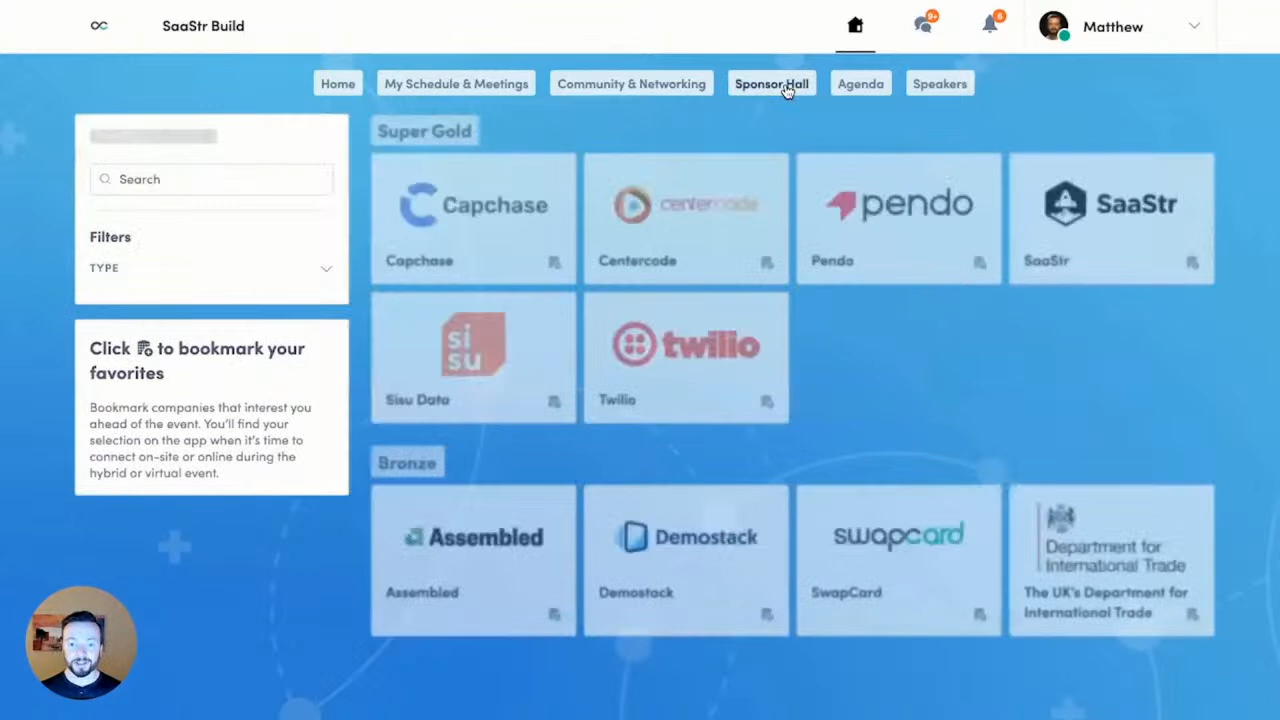 SaaStr Build
9+
6
Matthew
Home
My Schedule & Meetings
Community & Networking
Sponsor Hall
Agenda
Speakers
Search
Filters
TYPE
Click to bookmark your
favorites
Bookmark companies that interest you
ahead of the event. You'll find your
selection on the app when it's time to
connect on-site or online during the
hybrid or virtual event.
Super Gold
Capchase
Capchase
centercode
Centercode
pendo
Pendo
SaaStr
SaaStr
si
su
Sisu Data
twilio
Twilio
Bronze
Assembled
Assembled
Demostack
Demostack
swapcard
SwapCard
Department for
International Trade
The UK's Department for
International Trade